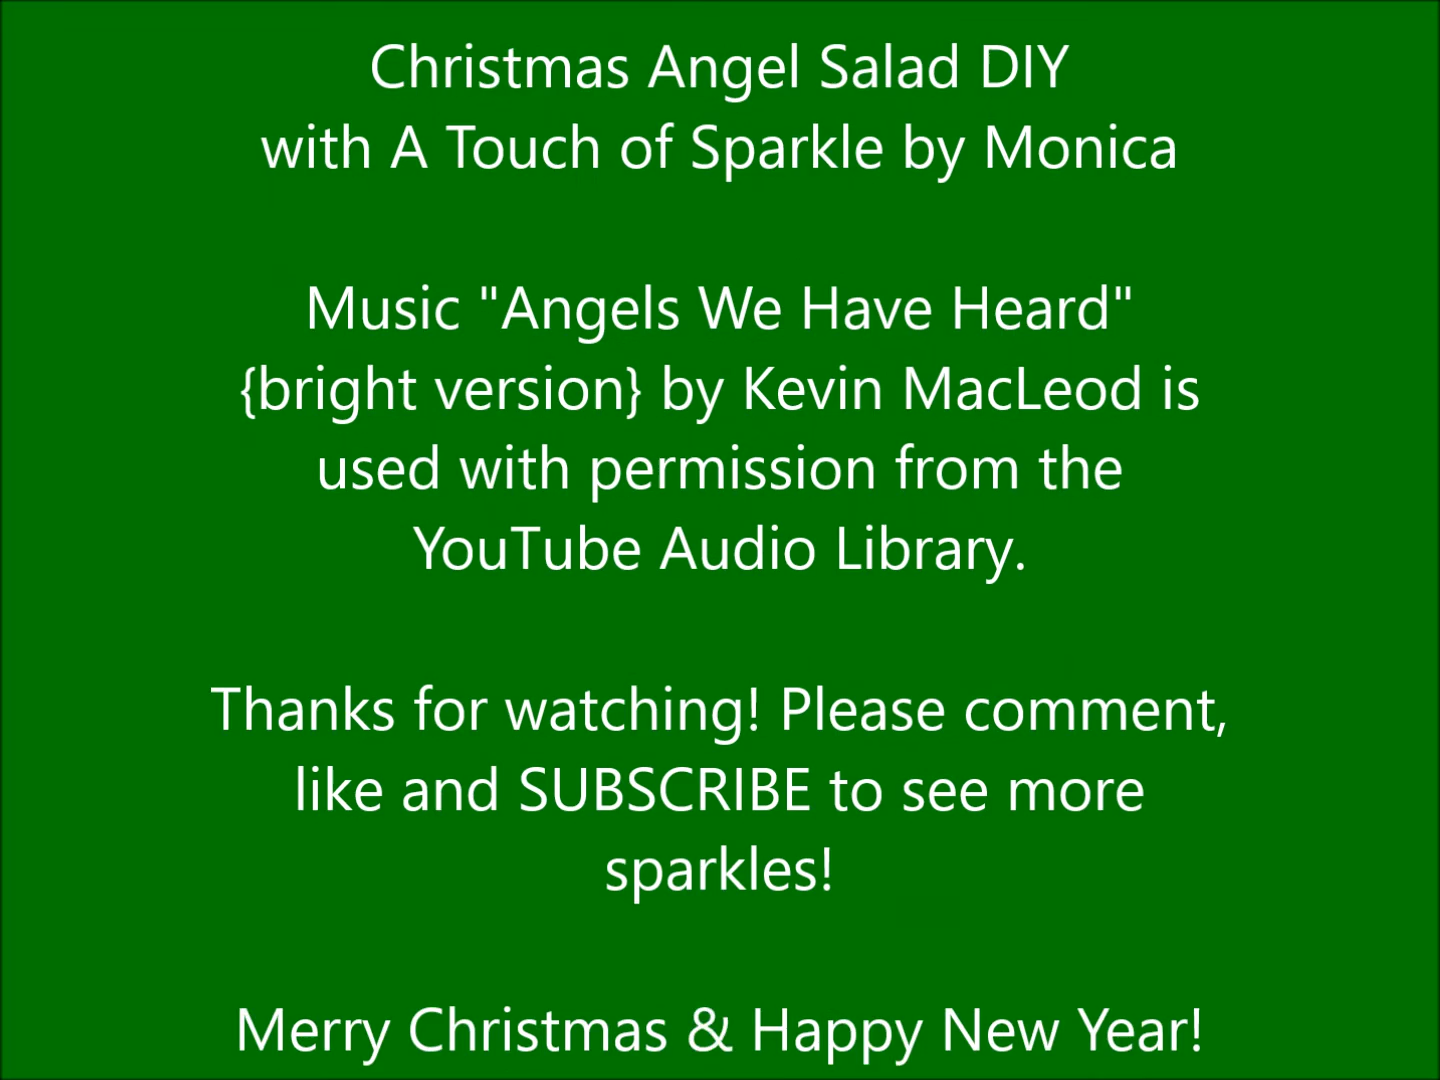 Christmas Angel Salad DIY
with A Touch of Sparkle by Monica
Music "Angels We Have Heard"
{bright version} by Kevin MacLeod is
used with permission from the
YouTube Audio Library.
Thanks for watching! Please comment,
like and SUBSCRIBE to see more
sparkles!
Merry Christmas & Happy New Year!